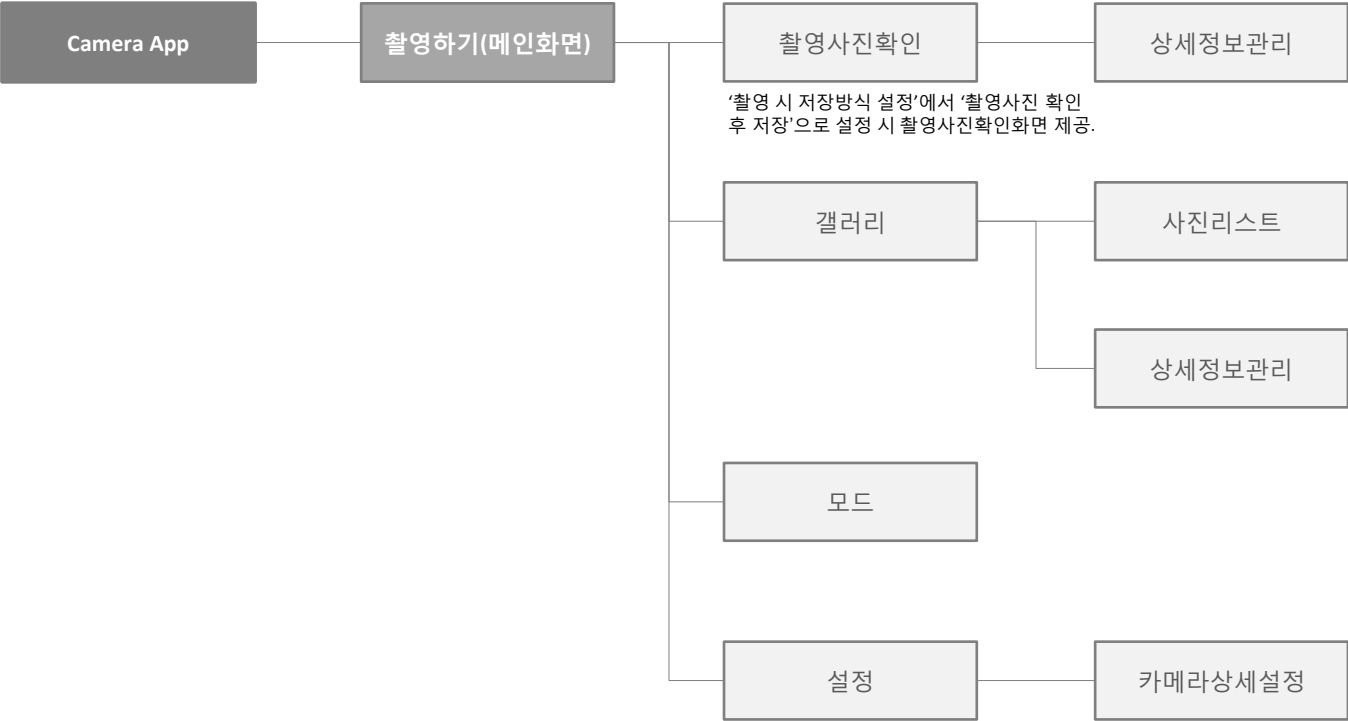 Camera App
촬영하기(메인화면)
촬영사진확인
상세정보관리
‘촬영 시 저장방식 설정’에서 ‘촬영사진 확인
후 저장’으로 설정 시 촬영사진확인화면 제공.
갤러리
사진리스트
상세정보관리
모드
설정
카메라상세설정